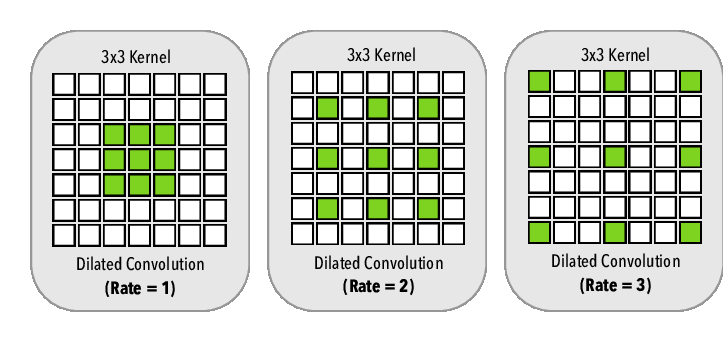 3x3 Kernel
Dilated Convolution
(Rate = 1)
3x3 Kernel
Dilated Convolution
(Rate = 2)
3x3 Kernel
Dilated Convolution
(Rate = 3)